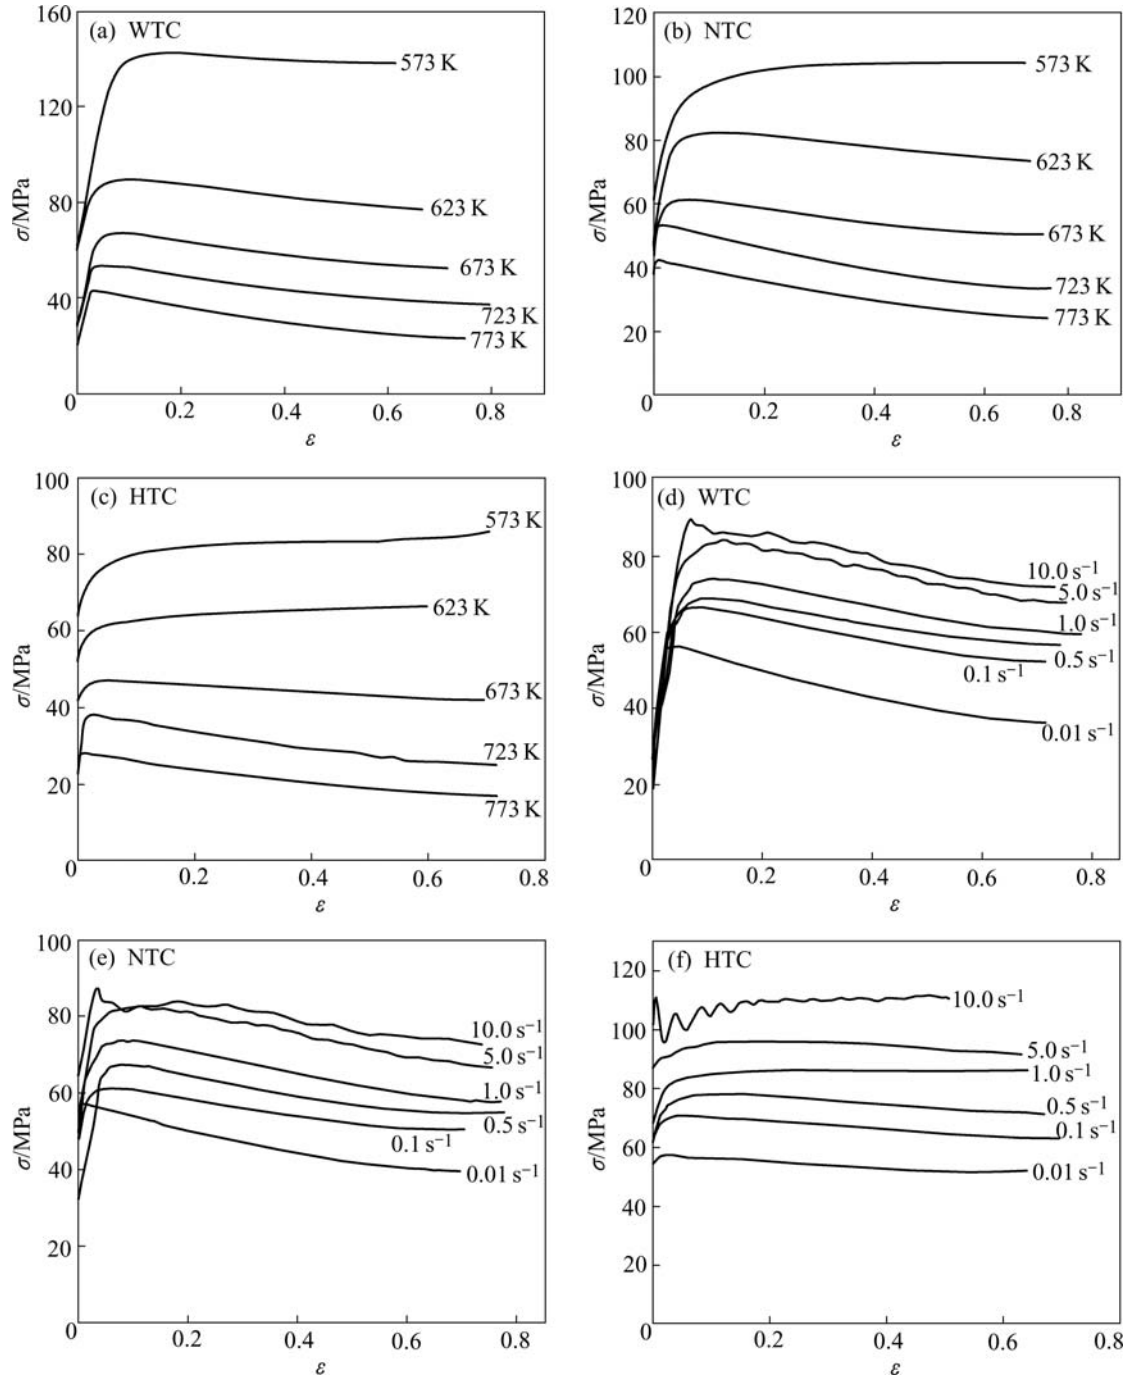 (a) WTC
160
120
80
40
0
0.2
0.4
0.6
0.8
σ/MPa
ε
573 K
623 K
673 K
723 K
773 K
(b) NTC
120
100
80
60
40
20
0
0.2
0.4
0.6
0.8
σ/MPa
ε
573 K
623 K
673 K
723 K
773 K
(c) HTC
100
80
60
40
20
0
0.2
0.4
0.6
0.8
σ/MPa
ε
573 K
623 K
673 K
723 K
773 K
(d) WTC
100
80
60
40
20
0
0.2
0.4
0.6
0.8
σ/MPa
ε
10.0 s⁻¹
5.0 s⁻¹
1.0 s⁻¹
0.5 s⁻¹
0.1 s⁻¹
0.01 s⁻¹
(e) NTC
100
80
60
40
20
0
0.2
0.4
0.6
0.8
σ/MPa
ε
10.0 s⁻¹
5.0 s⁻¹
1.0 s⁻¹
0.5 s⁻¹
0.1 s⁻¹
0.01 s⁻¹
(f) HTC
120
100
80
60
40
20
0
0.2
0.4
0.6
0.8
σ/MPa
ε
10.0 s⁻¹
5.0 s⁻¹
1.0 s⁻¹
0.5 s⁻¹
0.1 s⁻¹
0.01 s⁻¹